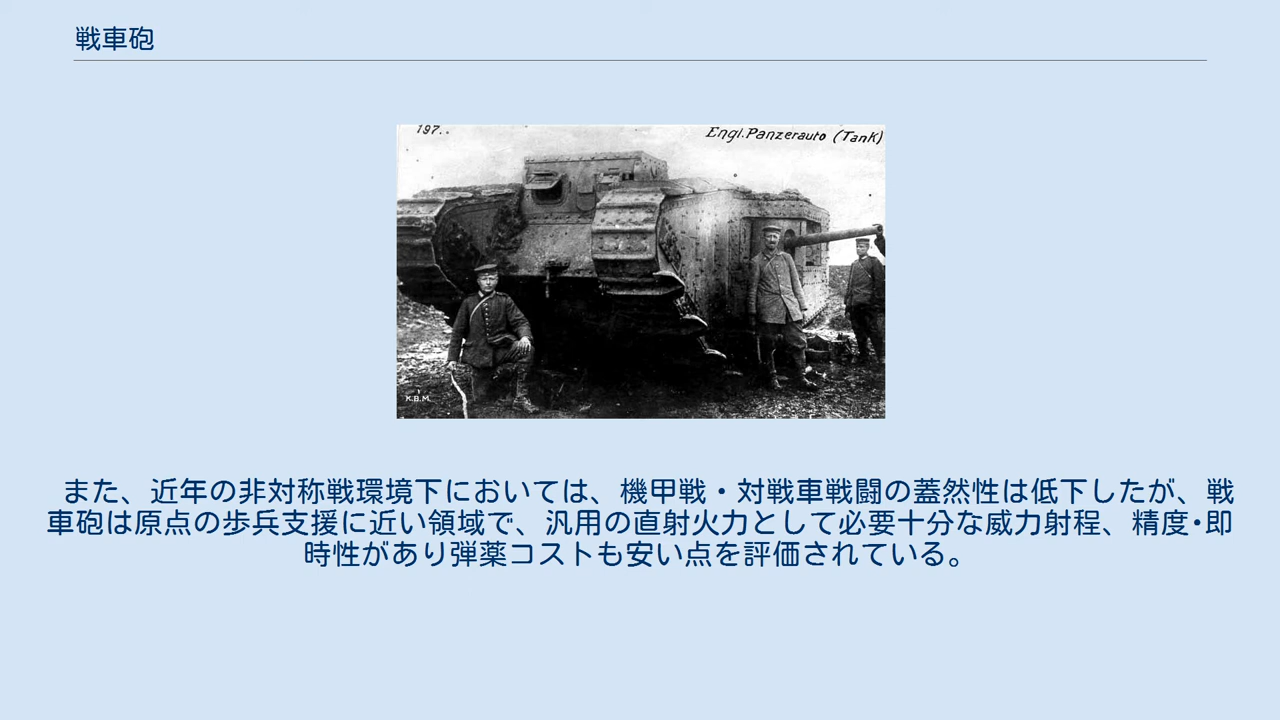 戦車砲
197..
Engl.Panzerauto (Tank)
K.B.M.
また、近年の非対称戦環境下においては、機甲戦・対戦車戦闘の蓋然性は低下したが、戦
車砲は原点の歩兵支援に近い領域で、汎用の直射火力として必要十分な威力射程、精度・即
時性があり弾薬コストも安い点を評価されている。